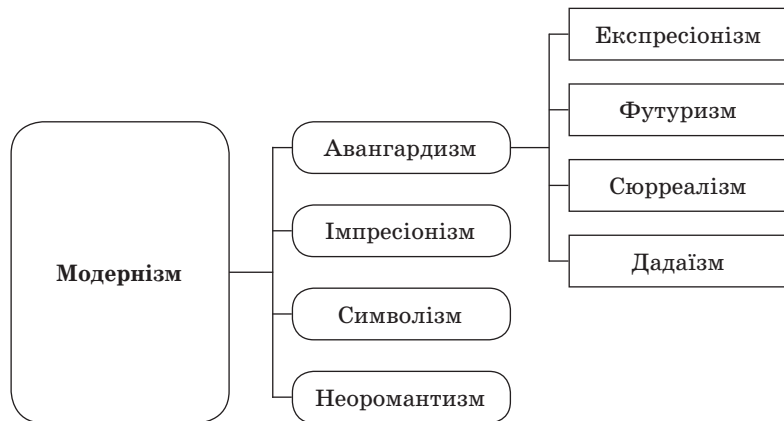 Модернізм
Авангардизм
Імпресіонізм
Символізм
Неоромантизм
Експресіонізм
Футуризм
Сюрреалізм
Дадаїзм